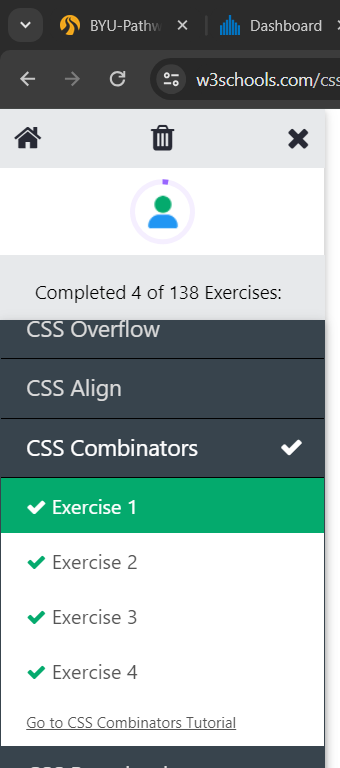 BYU-Pathw
Dashboard
w3schools.com/css
Completed 4 of 138 Exercises:
CSS Overflow
CSS Align
CSS Combinators
Exercise 1
Exercise 2
Exercise 3
Exercise 4
Go to CSS Combinators Tutorial